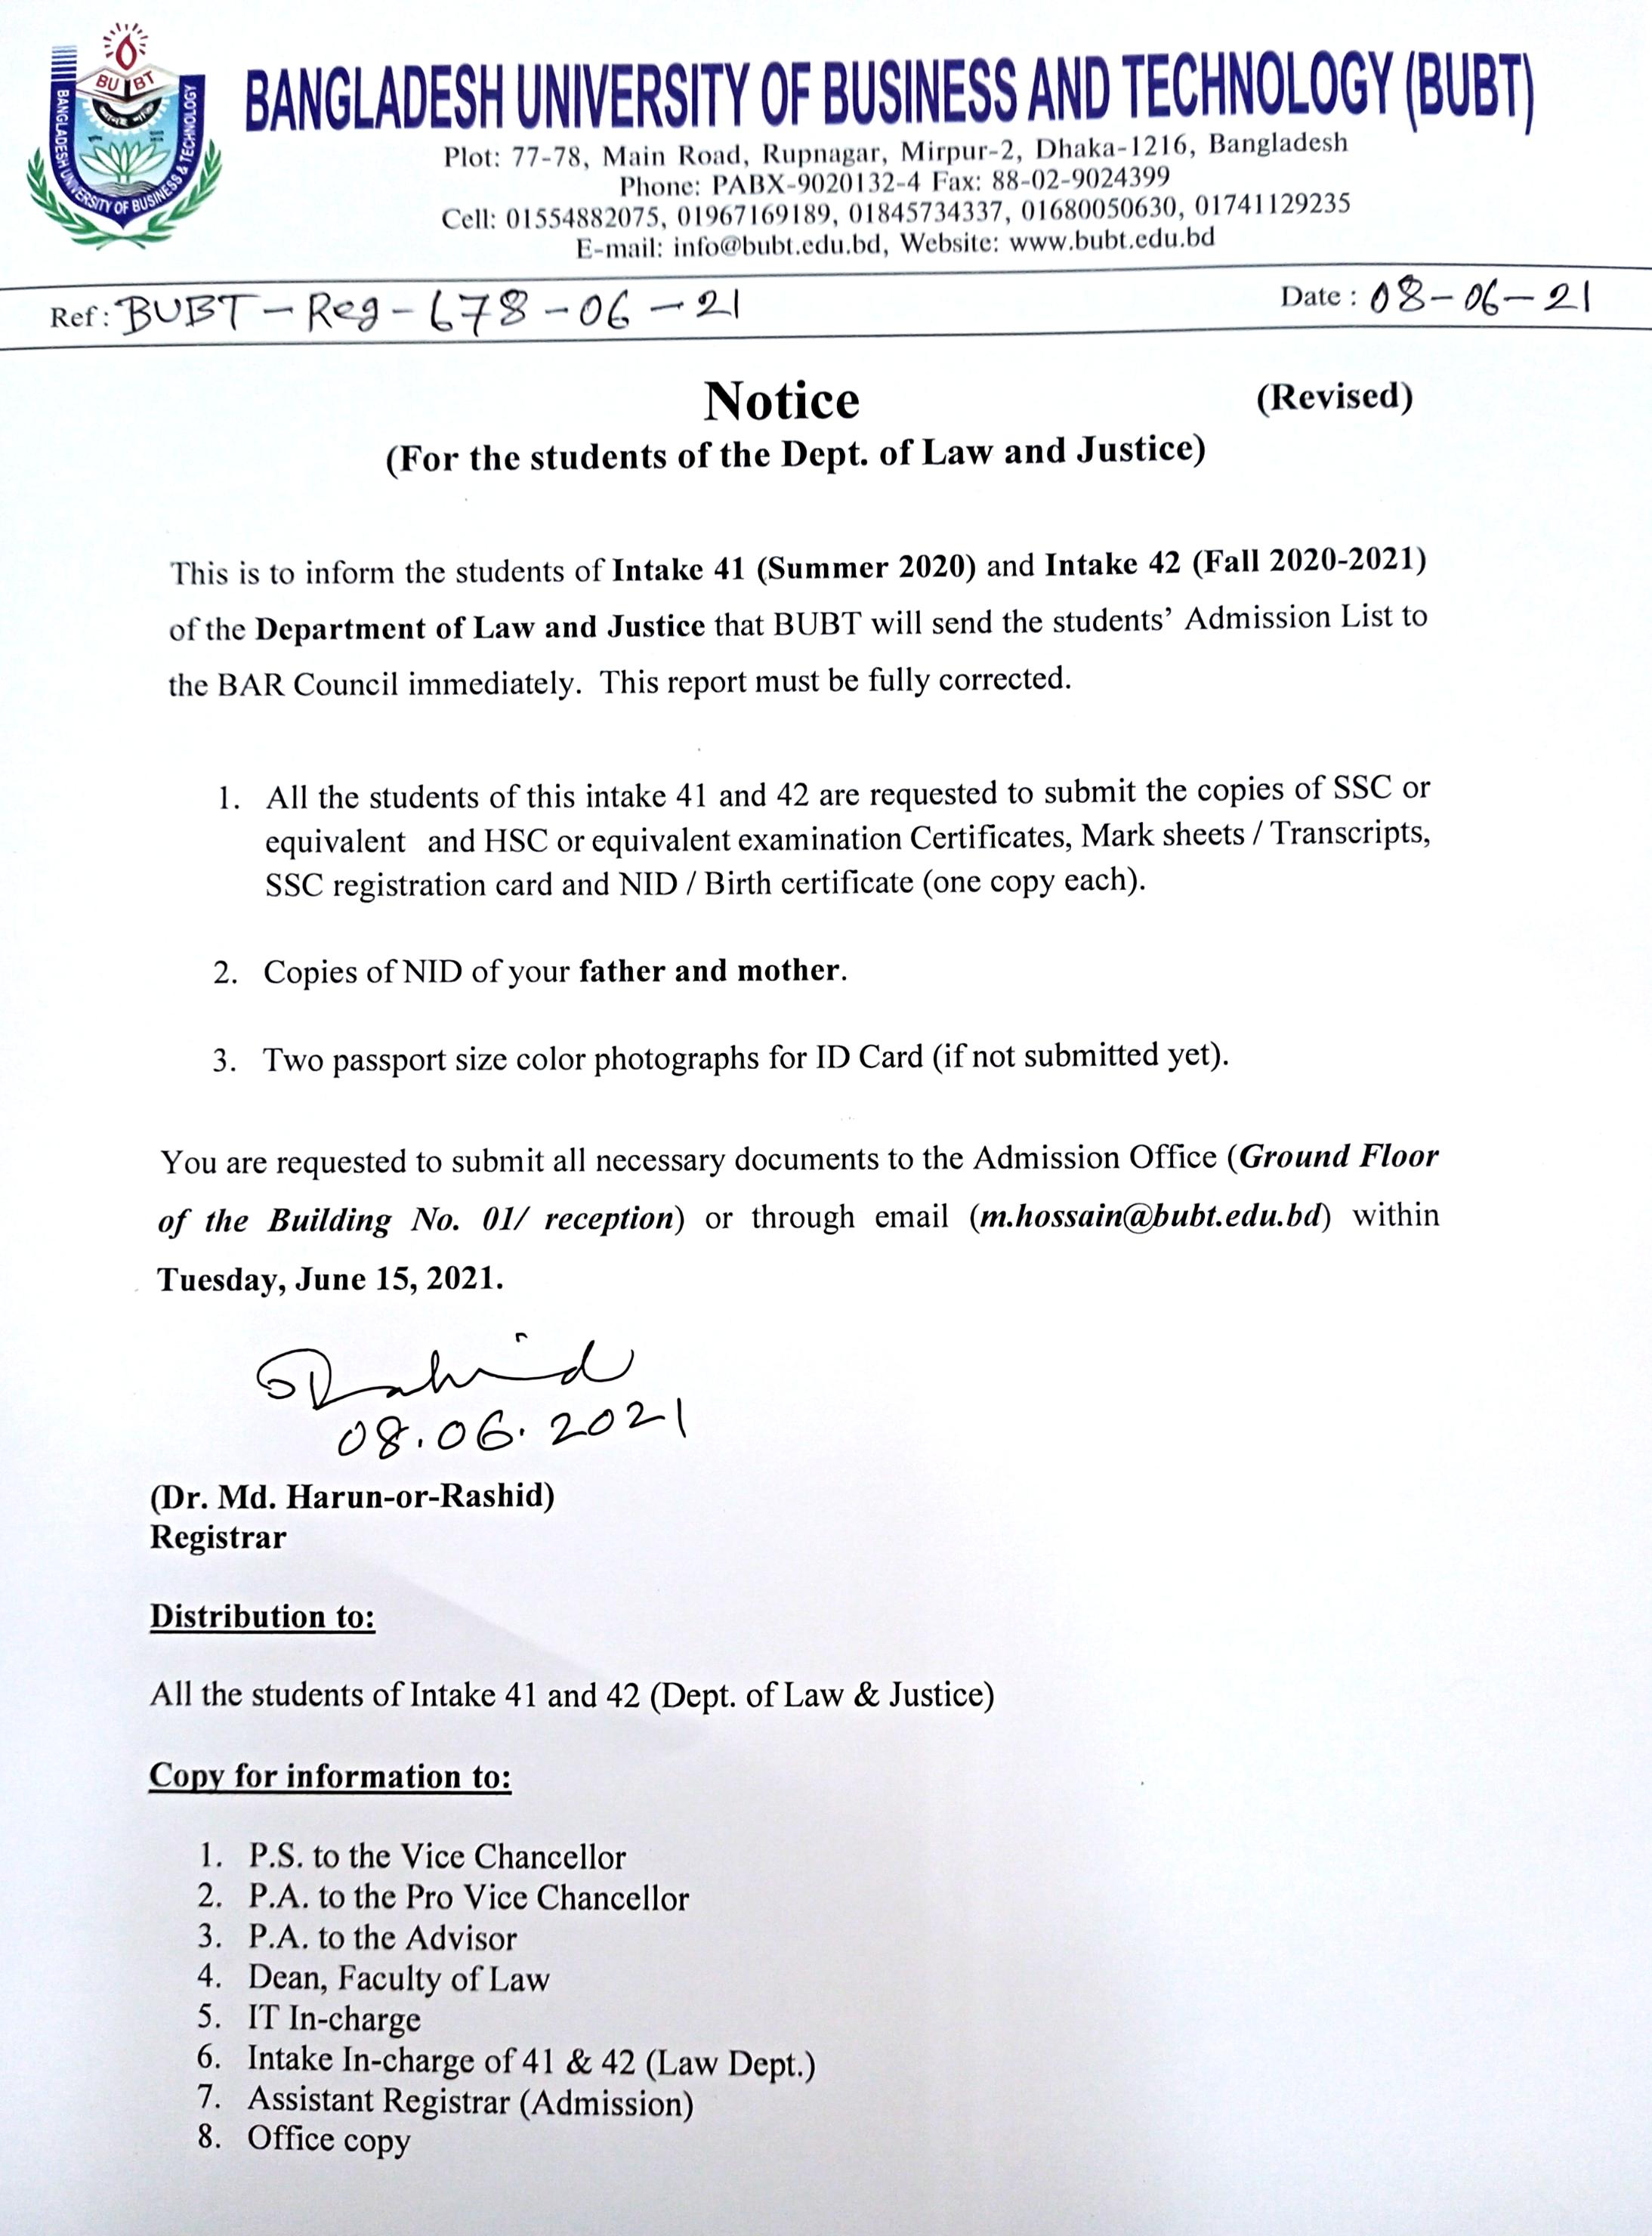 BU BT
BANGLADESH UNIVERSITY OF BUSINESS & TECHNOLOGY
BANGLADESH UNIVERSITY OF BUSINESS AND TECHNOLOGY (BUBT)
Plot: 77-78, Main Road, Rupnagar, Mirpur-2, Dhaka-1216, Bangladesh
Phone: PABX-9020132-4 Fax: 88-02-9024399
Cell: 01554882075, 01967169189, 01845734337, 01680050630, 01741129235
E-mail: info@bubt.edu.bd, Website: www.bubt.edu.bd
Ref: BUBT-Reg-678-06-21 Date : 08-06-21
Notice (Revised)
(For the students of the Dept. of Law and Justice)
This is to inform the students of Intake 41 (Summer 2020) and Intake 42 (Fall 2020-2021)
of the Department of Law and Justice that BUBT will send the students' Admission List to
the BAR Council immediately. This report must be fully corrected.
1. All the students of this intake 41 and 42 are requested to submit the copies of SSC or
equivalent and HSC or equivalent examination Certificates, Mark sheets / Transcripts,
SSC registration card and NID / Birth certificate (one copy each).
2. Copies of NID of your father and mother.
3. Two passport size color photographs for ID Card (if not submitted yet).
You are requested to submit all necessary documents to the Admission Office (Ground Floor
of the Building No. 01/ reception) or through email (m.hossain@bubt.edu.bd) within
Tuesday, June 15, 2021.
08.06.2021
(Dr. Md. Harun-or-Rashid)
Registrar
Distribution to:
All the students of Intake 41 and 42 (Dept. of Law & Justice)
Copy for information to:
1. P.S. to the Vice Chancellor
2. P.A. to the Pro Vice Chancellor
3. P.A. to the Advisor
4. Dean, Faculty of Law
5. IT In-charge
6. Intake In-charge of 41 & 42 (Law Dept.)
7. Assistant Registrar (Admission)
8. Office copy